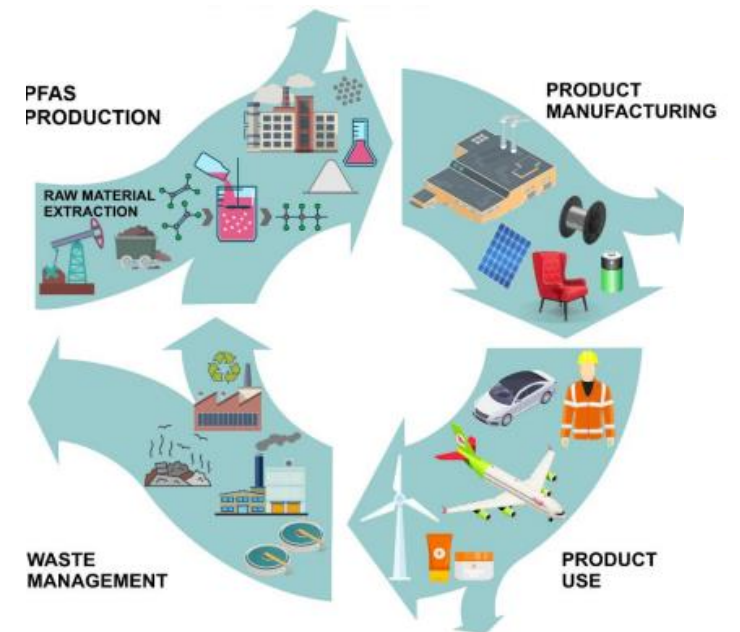 PFAS
PRODUCTION
RAW MATERIAL
EXTRACTION
PRODUCT
MANUFACTURING
WASTE
MANAGEMENT
PRODUCT
USE